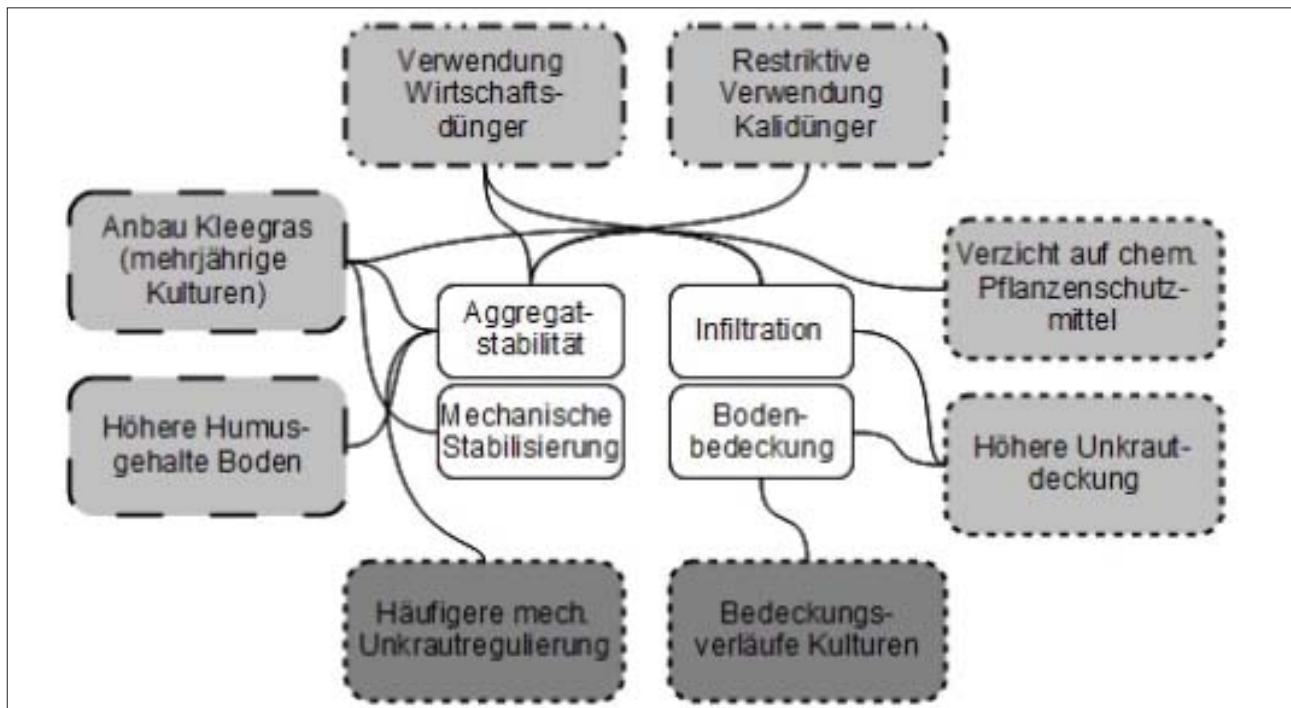 Verwendung
Wirtschafts-
dünger
Restriktive
Verwendung
Kalidünger
Anbau Kleegras
(mehrjährige
Kulturen)
Verzicht auf chem.
Pflanzenschutz-
mittel
Aggregat-
stabilität
Infiltration
Mechanische
Stabilisierung
Boden-
bedeckung
Höhere Humus-
gehalte Boden
Höhere Unkraut-
deckung
Häufigere mech.
Unkrautregulierung
Bedeckungs-
verläufe Kulturen